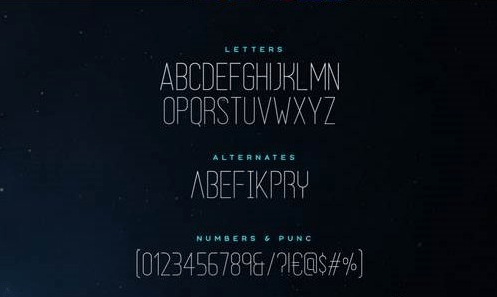 LETTERS
ABCDEFGHIJKLMN
OPQRSTUVWXYZ
ALTERNATES
ABEFIKPRY
NUMBERS & PUNC
(0123456789&/?!€@$#%)